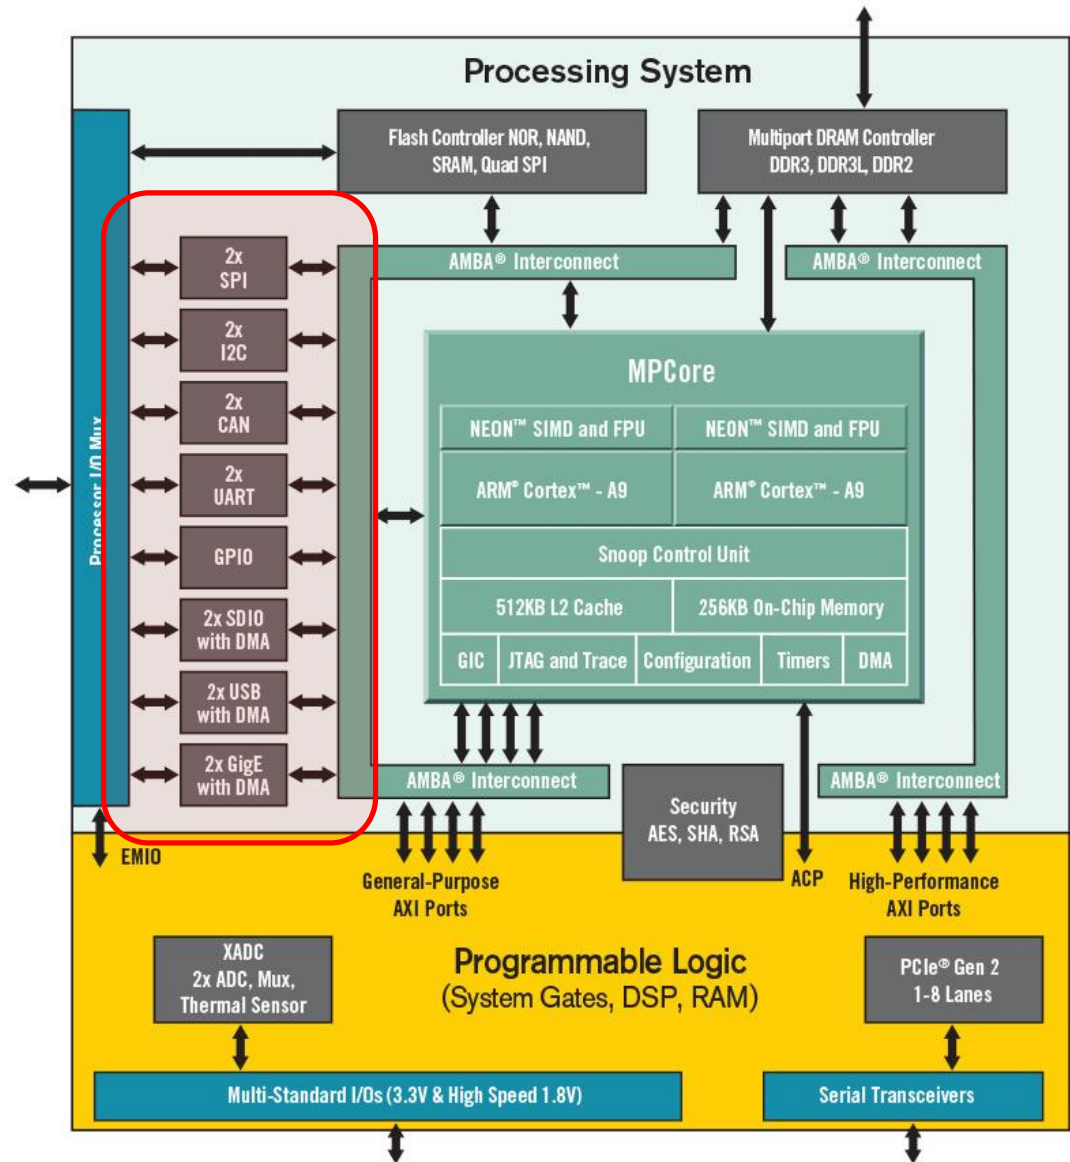 Processing System
Flash Controller NOR, NAND,
SRAM, Quad SPI
Multiport DRAM Controller
DDR3, DDR3L, DDR2
Processor I/O Mux
2x
SPI
2x
I2C
2x
CAN
2x
UART
GPIO
2x SDIO
with DMA
2x USB
with DMA
2x GigE
with DMA
AMBA® Interconnect
AMBA® Interconnect
MPCore
NEON™ SIMD and FPU
NEON™ SIMD and FPU
ARM® Cortex™ - A9
ARM® Cortex™ - A9
Snoop Control Unit
512KB L2 Cache
256KB On-Chip Memory
GIC
JTAG and Trace
Configuration
Timers
DMA
AMBA® Interconnect
AMBA® Interconnect
Security
AES, SHA, RSA
EMIO
General-Purpose
AXI Ports
ACP
High-Performance
AXI Ports
XADC
2x ADC, Mux,
Thermal Sensor
Programmable Logic
(System Gates, DSP, RAM)
PCIe® Gen 2
1-8 Lanes
Multi-Standard I/Os (3.3V & High Speed 1.8V)
Serial Transceivers